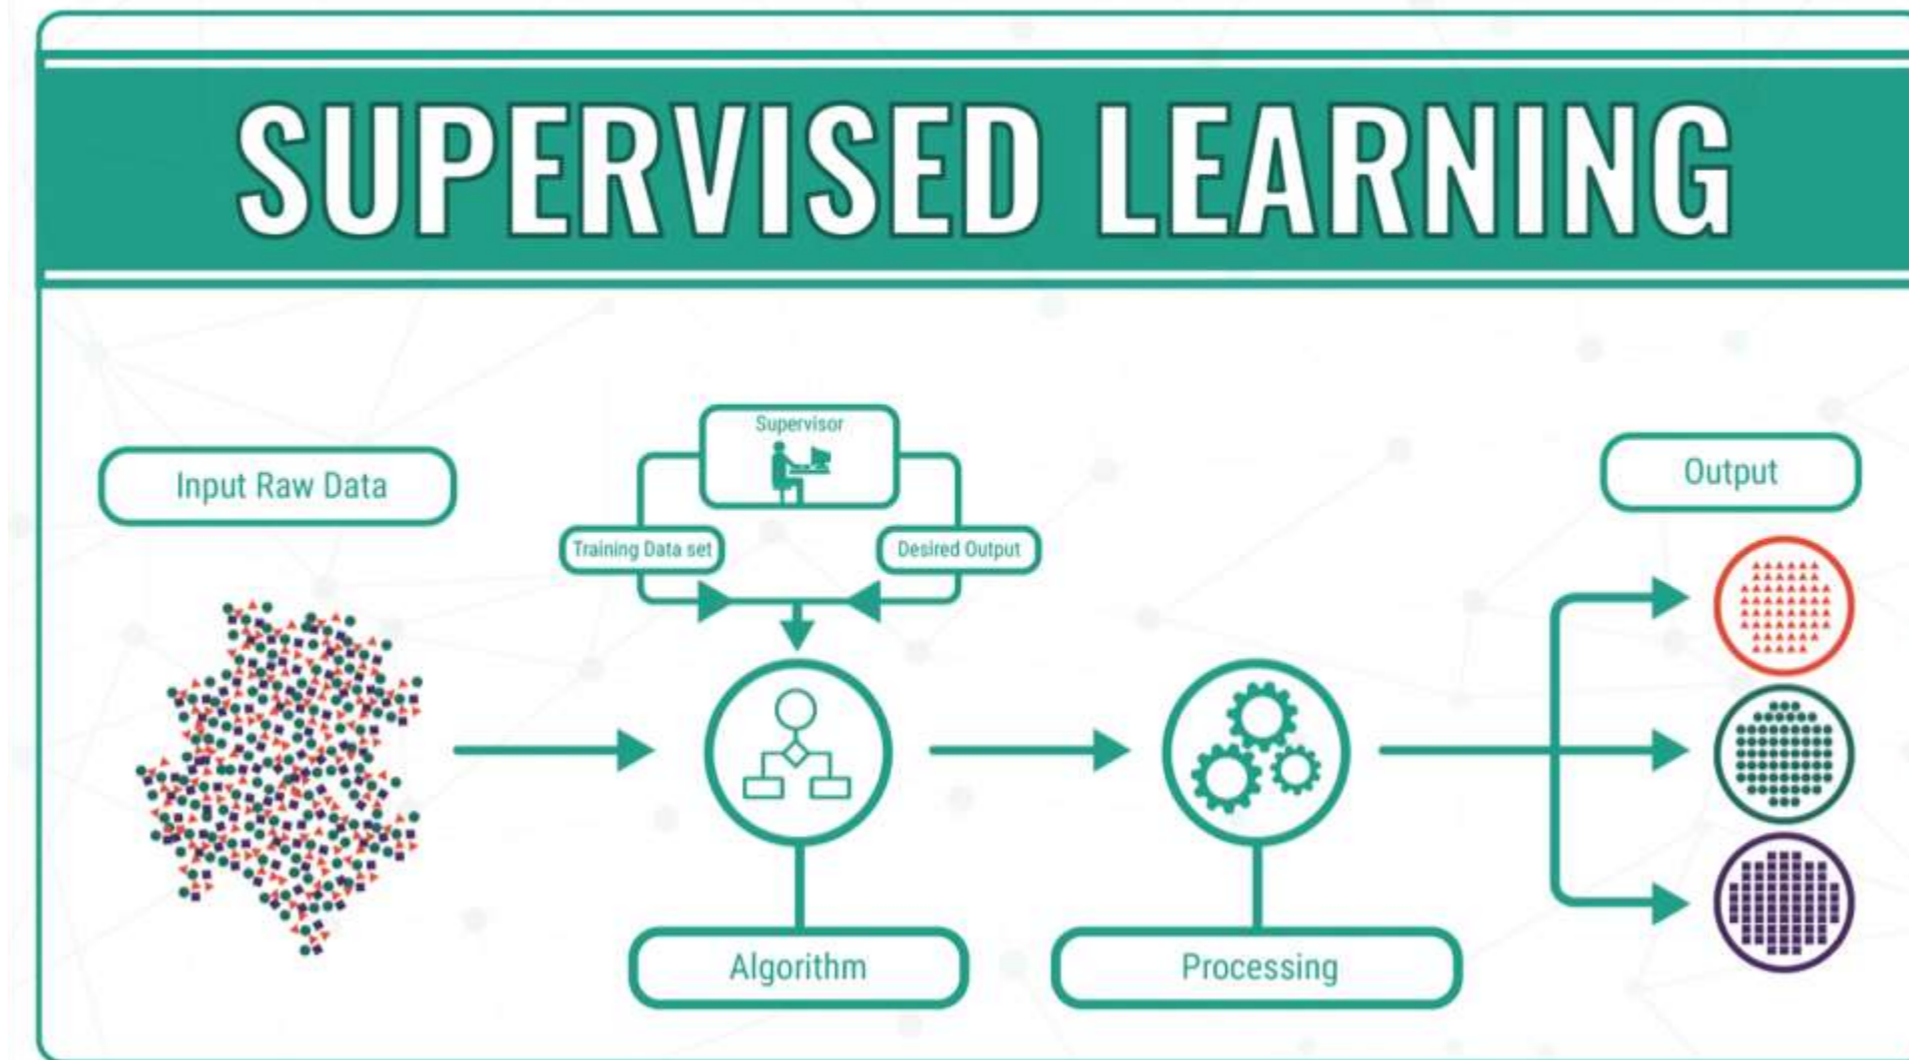 SUPERVISED LEARNING
Supervisor
Input Raw Data
Output
Training Data set
Desired Output
Algorithm
Processing